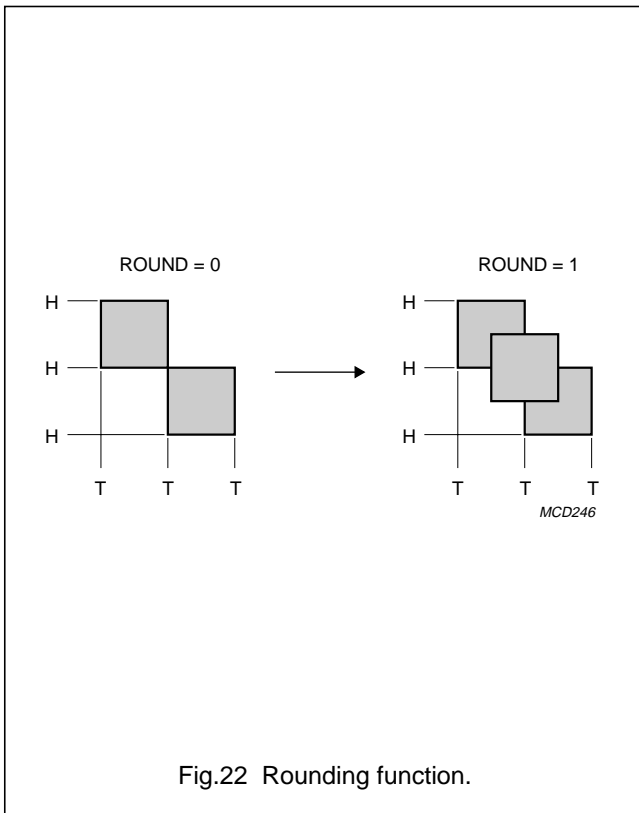 ROUND = 0
ROUND = 1
H
H
H
H
H
H
T T T
T T T
MCD246
Fig.22 Rounding function.